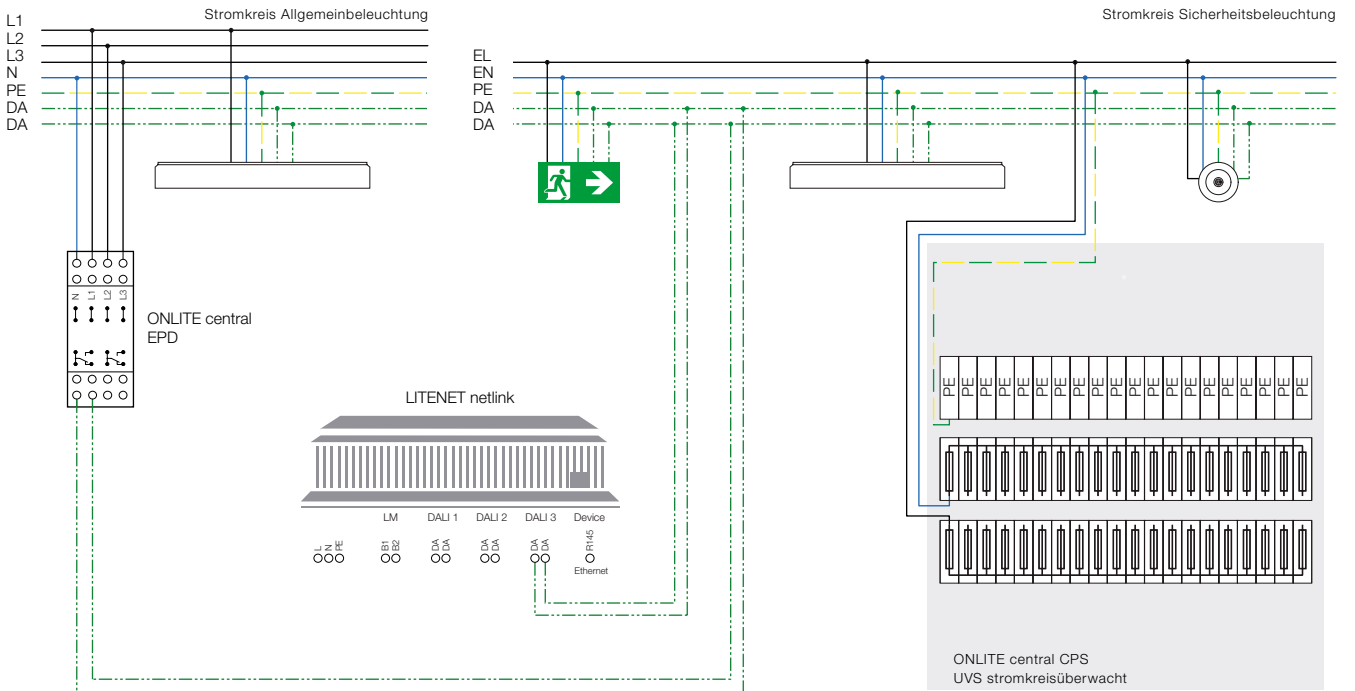 Stromkreis Allgemeinbeleuchtung
L1
L2
L3
N
PE
DA
DA
Stromkreis Sicherheitsbeleuchtung
EL
EN
PE
DA
DA
N
L1
L2
L3
ONLITE central
EPD
LITENET netlink
LM
DALI 1
DALI 2
DALI 3
Device
L
N
PE
B1
B2
DA
DA
DA
DA
DA
DA
R145
Ethernet
PE PE PE PE PE PE PE PE PE PE PE PE PE PE PE PE PE PE PE PE
ONLITE central CPS
UVS stromkreisüberwacht